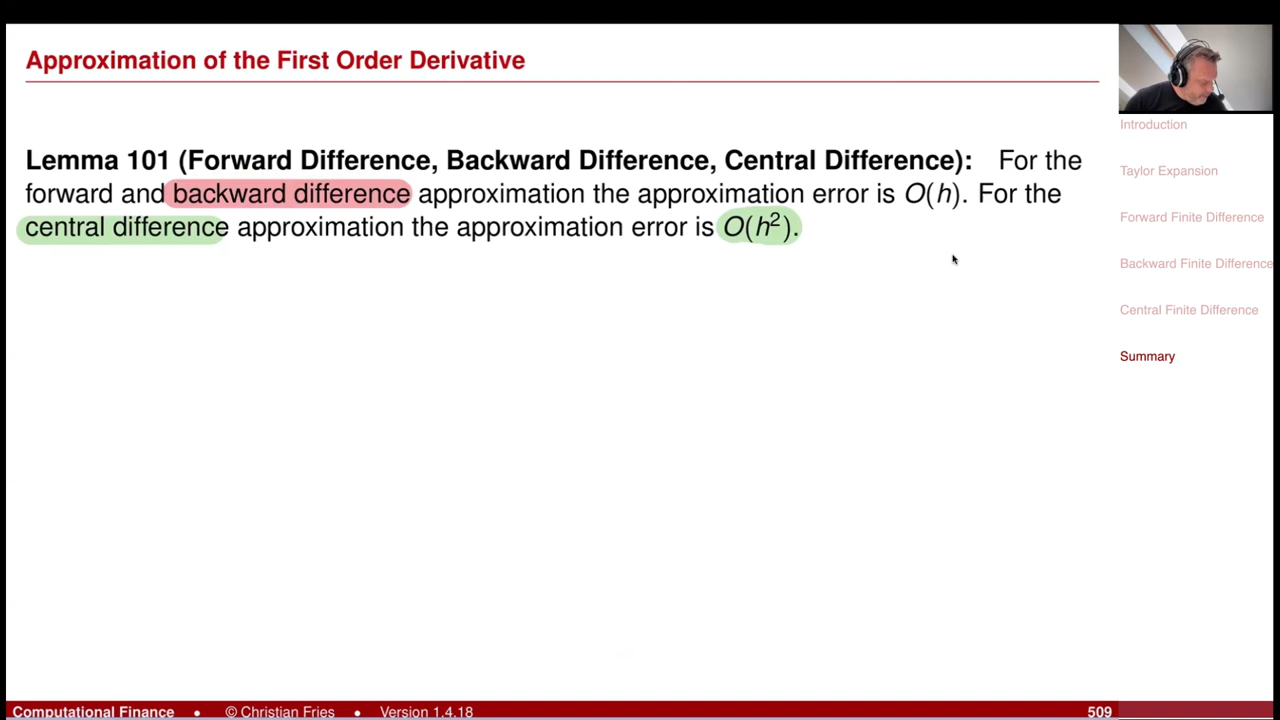 Approximation of the First Order Derivative
Lemma 101 (Forward Difference, Backward Difference, Central Difference): For the
forward and backward difference approximation the approximation error is O(h). For the
central difference approximation the approximation error is O(h²).
Introduction
Taylor Expansion
Forward Finite Difference
Backward Finite Difference
Central Finite Difference
Summary
Computational Finance • © Christian Fries • Version 1.4.18 509